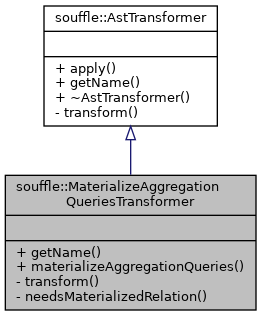 souffle::AstTransformer
+ apply()
+ getName()
+ ~AstTransformer()
- transform()
souffle::MaterializeAggregation
QueriesTransformer
+ getName()
+ materializeAggregationQueries()
- transform()
- needsMaterializedRelation()